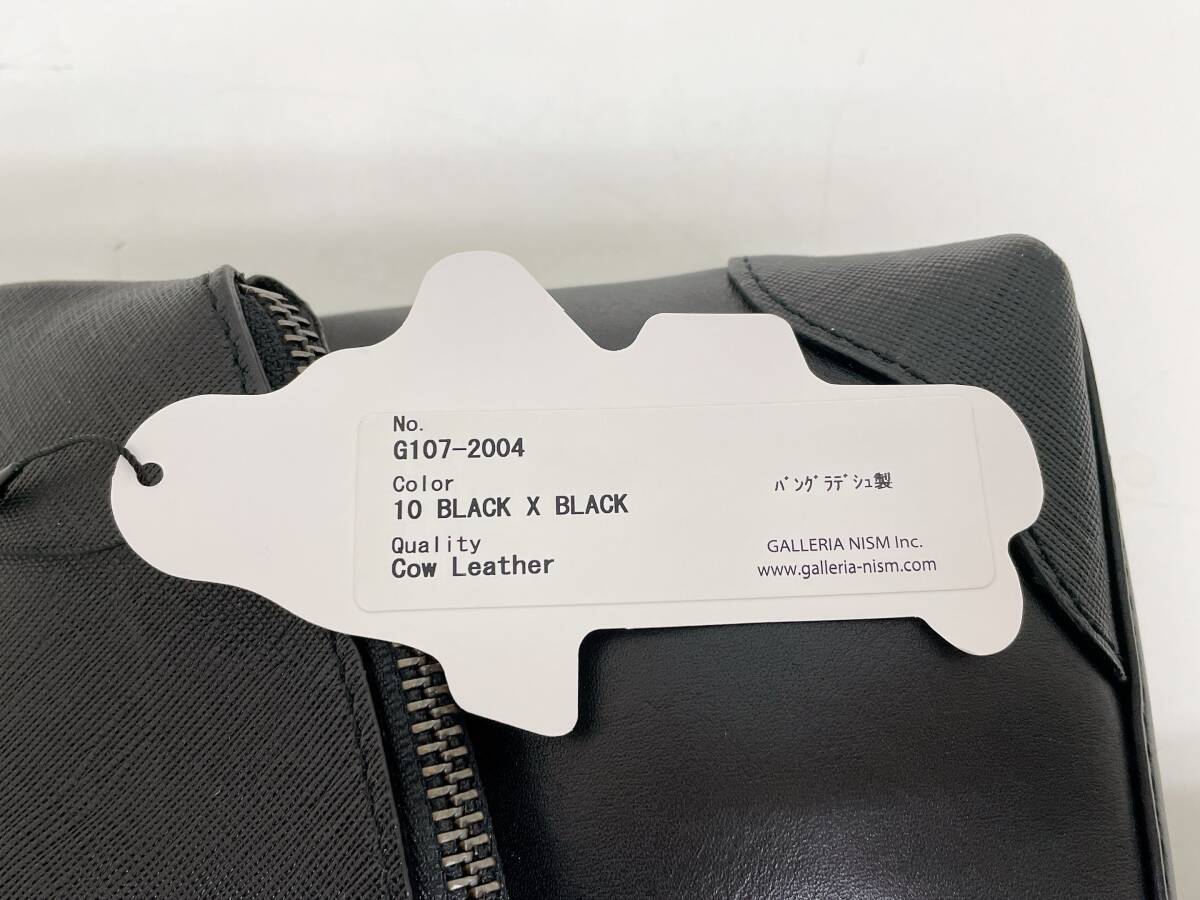 No.
G107-2004
Color
10 BLACK X BLACK
Quality
Cow Leather
ﾊﾞﾝｸﾞﾗﾃﾞｼｭ製
GALLERIA NISM Inc.
www.galleria-nism.com